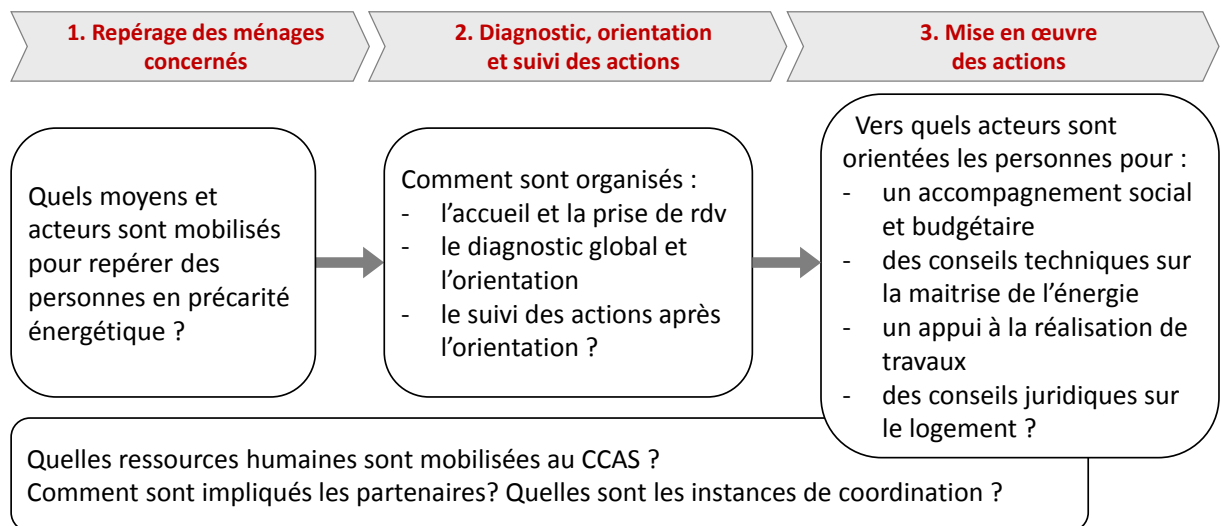 1. Repérage des ménages
concernés
2. Diagnostic, orientation
et suivi des actions
3. Mise en œuvre
des actions
Quels moyens et
acteurs sont mobilisés
pour repérer des
personnes en précarité
énergétique ?
Comment sont organisés :
- l’accueil et la prise de rdv
- le diagnostic global et
l’orientation
- le suivi des actions après
l’orientation ?
Vers quels acteurs sont
orientées les personnes pour :
- un accompagnement social
et budgétaire
- des conseils techniques sur
la maitrise de l’énergie
- un appui à la réalisation de
travaux
- des conseils juridiques sur
le logement ?
Quelles ressources humaines sont mobilisées au CCAS ?
Comment sont impliqués les partenaires? Quelles sont les instances de coordination ?